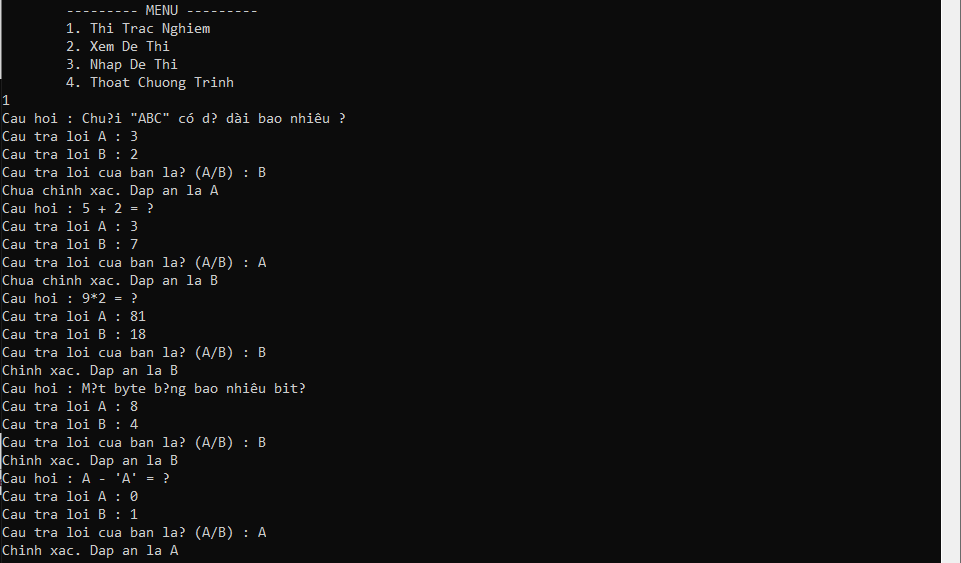 --------- MENU ---------
1. Thi Trac Nghiem
2. Xem De Thi
3. Nhap De Thi
4. Thoat Chuong Trinh
1
Cau hoi : Chu?i "ABC" có d? dài bao nhiêu ?
Cau tra loi A : 3
Cau tra loi B : 2
Cau tra loi cua ban la? (A/B) : B
Chua chinh xac. Dap an la A
Cau hoi : 5 + 2 = ?
Cau tra loi A : 3
Cau tra loi B : 7
Cau tra loi cua ban la? (A/B) : A
Chua chinh xac. Dap an la B
Cau hoi : 9*2 = ?
Cau tra loi A : 81
Cau tra loi B : 18
Cau tra loi cua ban la? (A/B) : B
Chinh xac. Dap an la B
Cau hoi : M?t byte b?ng bao nhiêu bit?
Cau tra loi A : 8
Cau tra loi B : 4
Cau tra loi cua ban la? (A/B) : B
Chinh xac. Dap an la B
Cau hoi : A - 'A' = ?
Cau tra loi A : 0
Cau tra loi B : 1
Cau tra loi cua ban la? (A/B) : A
Chinh xac. Dap an la A